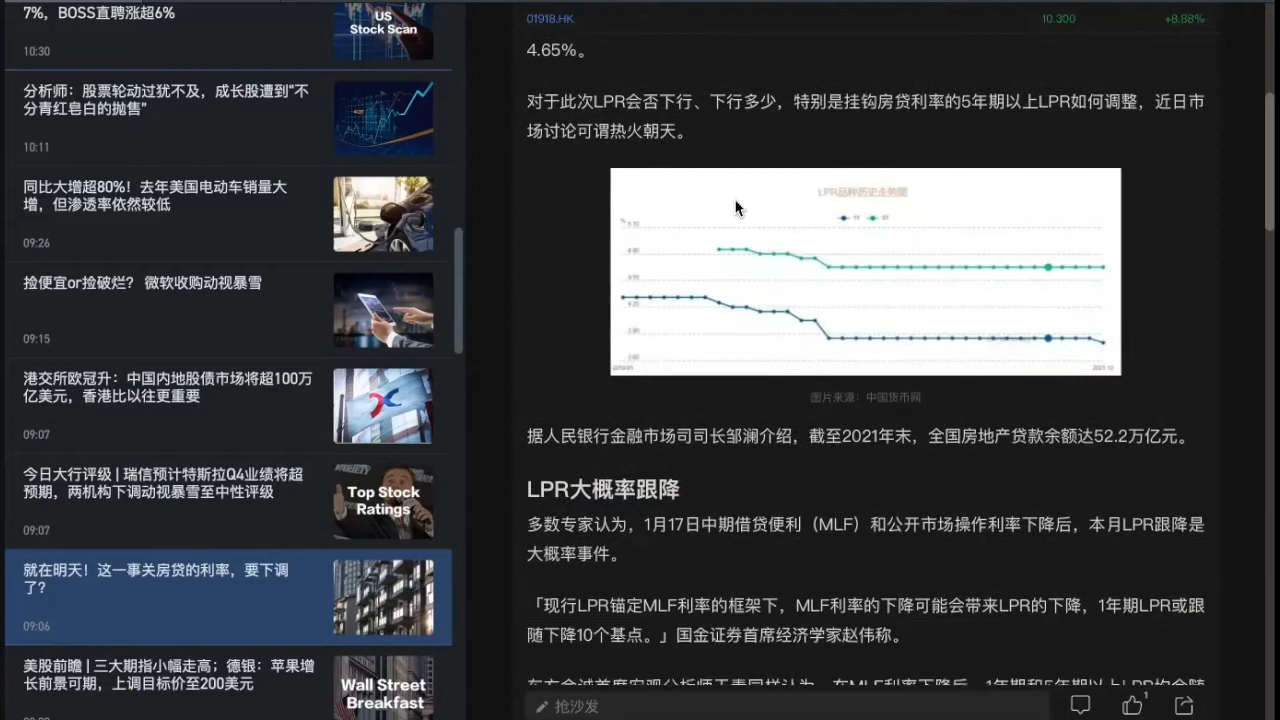 7%，BOSS直聘涨超6%
10:30
US
Stock Scan
分析师：股票轮动过犹不及，成长股遭到"不
分青红皂白的抛售"
10:11
同比大增超80%！去年美国电动车销量大
增，但渗透率依然较低
09:26
捡便宜or捡破烂？ 微软收购动视暴雪
09:15
港交所欧冠升：中国内地股债市场将超100万
亿美元，香港比以往更重要
09:07
今日大行评级 | 瑞信预计特斯拉Q4业绩将超
预期，两机构下调动视暴雪至中性评级
09:07
Top Stock
Ratings
就在明天！这一事关房贷的利率，要下调
了？
09:06
美股前瞻 | 三大期指小幅走高；德银：苹果增
长前景可期，上调目标价至200美元
Wall Street
Breakfast
01918.HK 10.300 +8.88%
4.65%。
对于此次LPR会否下行、下行多少，特别是挂钩房贷利率的5年期以上LPR如何调整，近日市
场讨论可谓热火朝天。
LPR品种历史走势图
1Y 5Y
图片来源：中国货币网
据人民银行金融市场司司长邹澜介绍，截至2021年末，全国房地产贷款余额达52.2万亿元。
LPR大概率跟降
多数专家认为，1月17日中期借贷便利（MLF）和公开市场操作利率下降后，本月LPR跟降是
大概率事件。
「现行LPR锚定MLF利率的框架下，MLF利率的下降可能会带来LPR的下降，1年期LPR或跟
随下降10个基点。」国金证券首席经济学家赵伟称。
抢沙发
1